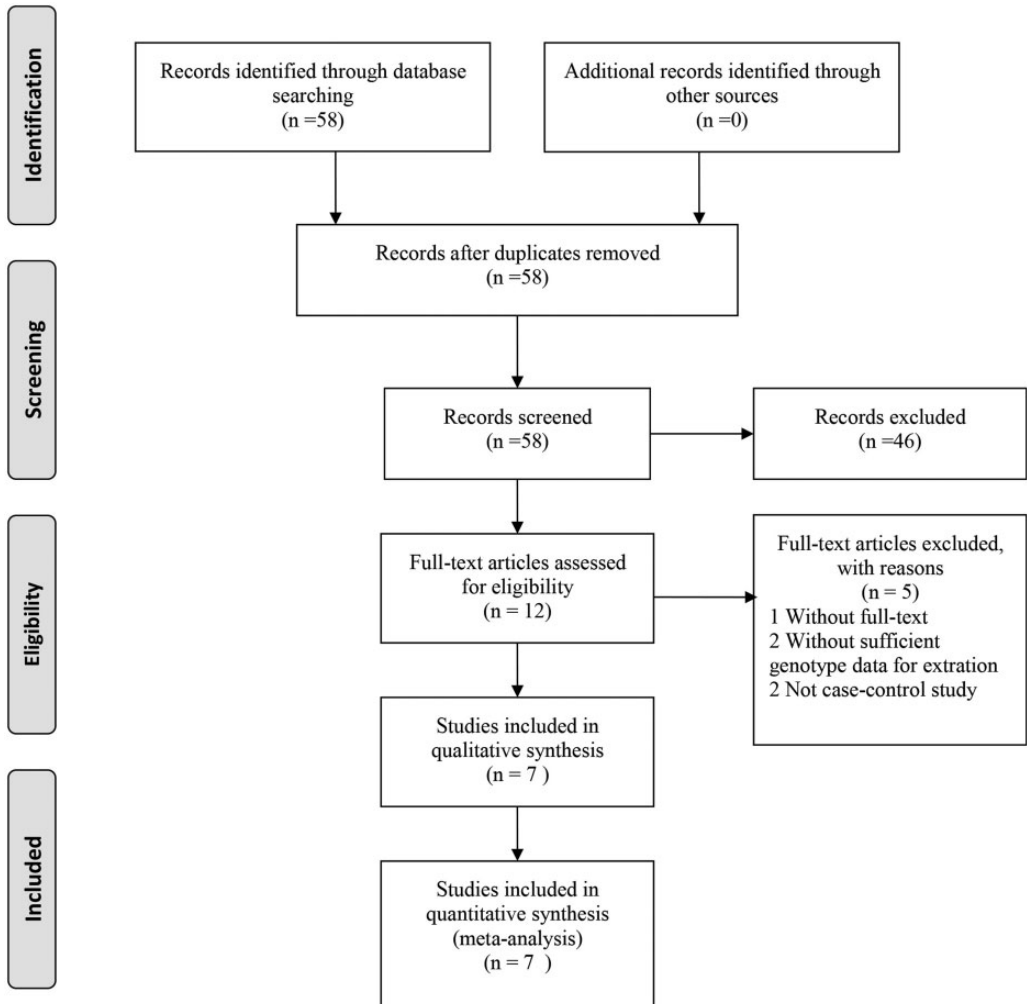 Identification
Records identified through database
searching
(n =58)
Additional records identified through
other sources
(n =0)
Records after duplicates removed
(n =58)
Screening
Records screened
(n =58)
Records excluded
(n =46)
Eligibility
Full-text articles assessed
for eligibility
(n = 12)
Full-text articles excluded,
with reasons
(n = 5)
1 Without full-text
2 Without sufficient
genotype data for extration
2 Not case-control study
Studies included in
qualitative synthesis
(n = 7 )
Included
Studies included in
quantitative synthesis
(meta-analysis)
(n = 7 )